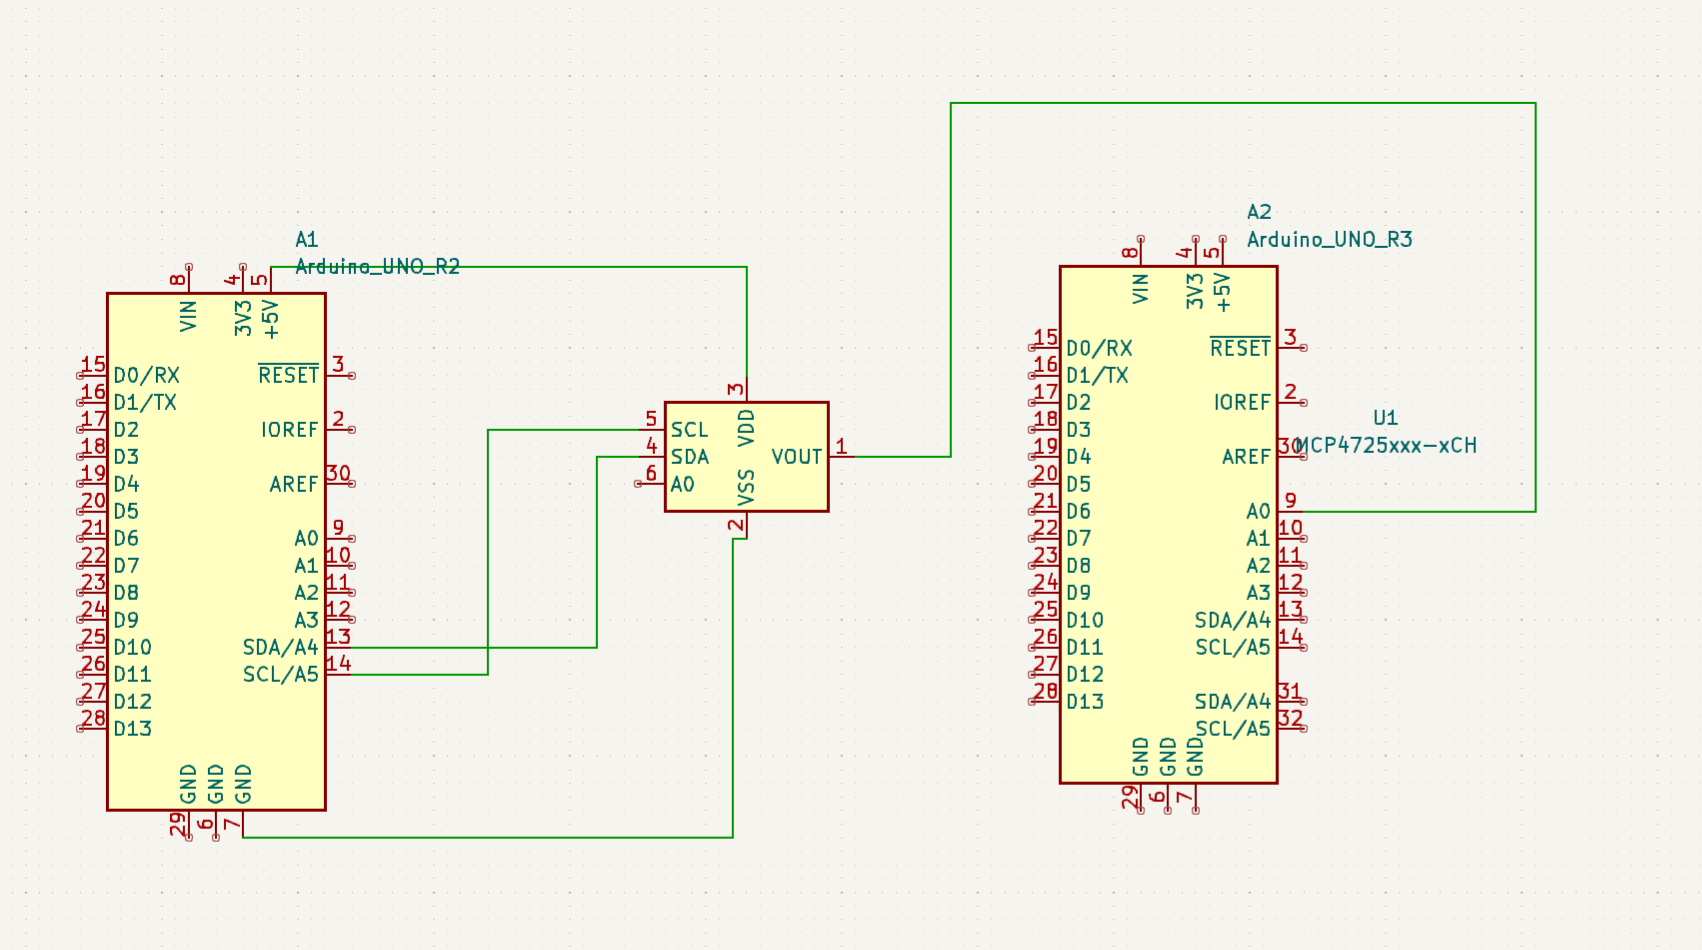 A1
Arduino_UNO_R2
8 4 5
VIN 3V3 +5V
15 D0/RX RESET 3
16 D1/TX
17 D2 IOREF 2
18 D3
19 D4 AREF 30
20 D5
21 D6 A0 9
22 D7 A1 10
23 D8 A2 11
24 D9 A3 12
25 D10 SDA/A4 13
26 D11 SCL/A5 14
27 D12
28 D13
GND GND GND
29 6 7
3
VDD
5 SCL
4 SDA VOUT 1
6 A0
VSS
2
A2
Arduino_UNO_R3
8 4 5
VIN 3V3 +5V
15 D0/RX RESET 3
16 D1/TX
17 D2 IOREF 2
18 D3
19 D4 AREF 30
20 D5
21 D6 A0 9
22 D7 A1 10
23 D8 A2 11
24 D9 A3 12
25 D10 SDA/A4 13
26 D11 SCL/A5 14
27 D12
28 D13 SDA/A4 31
SCL/A5 32
GND GND GND
29 6 7
U1
MCP4725xxx-xCH